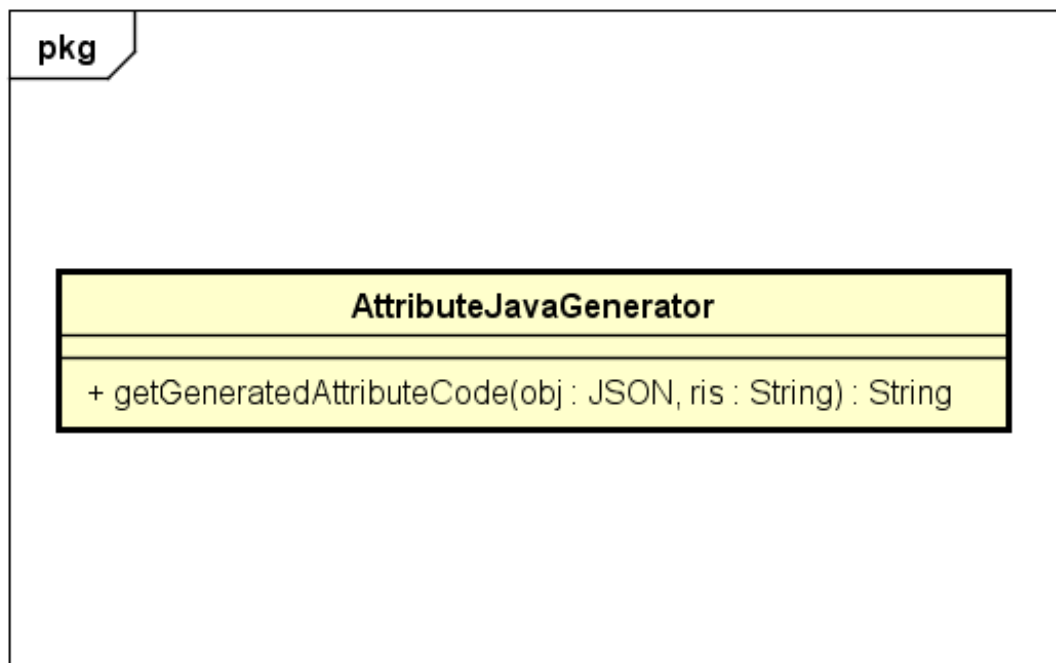 pkg
AttributeJavaGenerator
+ getGeneratedAttributeCode(obj : JSON, ris : String) : String